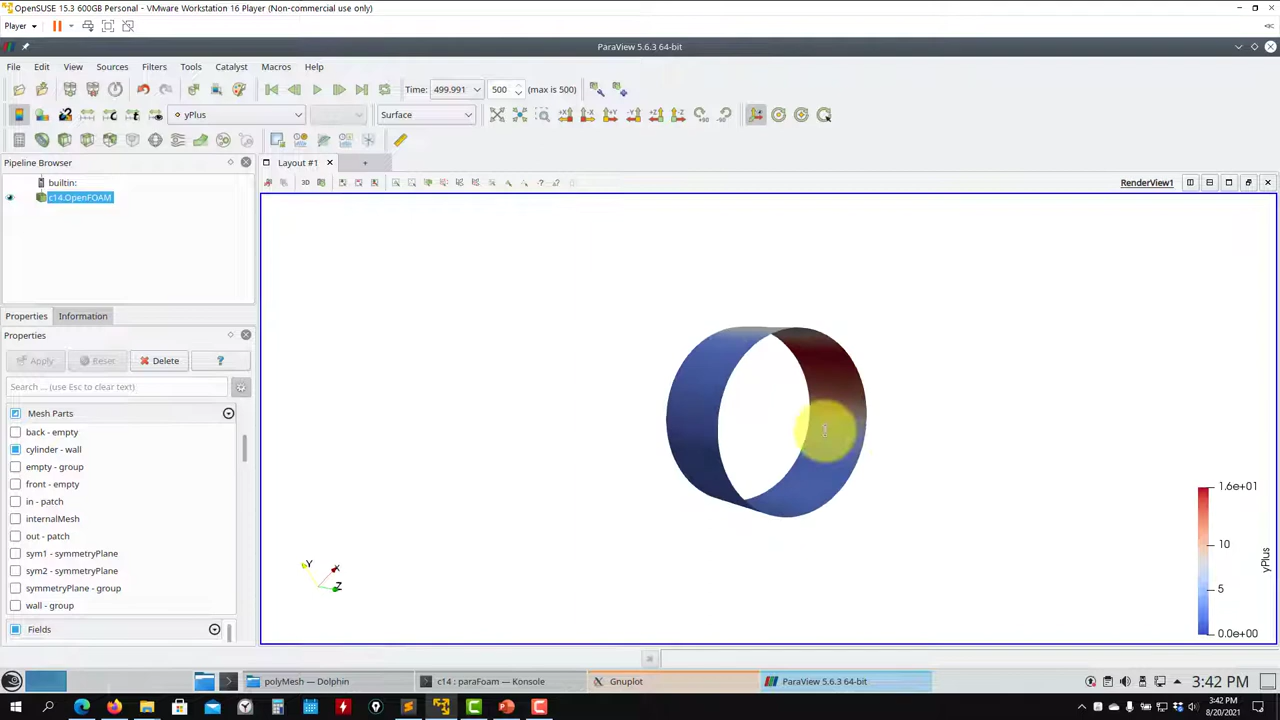 OpenSUSE 15.3 600GB Personal - VMware Workstation 16 Player (Non-commercial use only)
Player
ParaView 5.6.3 64-bit
File Edit View Sources Filters Tools Catalyst Macros Help
Time: 499.991 500 (max is 500)
yPlus Surface +X -X +Y -Y +Z -Z +90 -90
Pipeline Browser
Layout #1 +
builtin:
3D
RenderView1
c14.OpenFOAM
Properties Information
Properties
Apply Reset Delete ?
Search ... (use Esc to clear text)
Mesh Parts
back - empty
cylinder - wall
empty - group
front - empty
in - patch
internalMesh
out - patch
sym1 - symmetryPlane
sym2 - symmetryPlane
symmetryPlane - group
wall - group
Fields
Y X Z
1.6e+01
10
5
0.0e+00
yPlus
polyMesh — Dolphin
c14 : paraFoam — Konsole
Gnuplot
ParaView 5.6.3 64-bit
3:42 PM
3:42 PM
8/20/2021